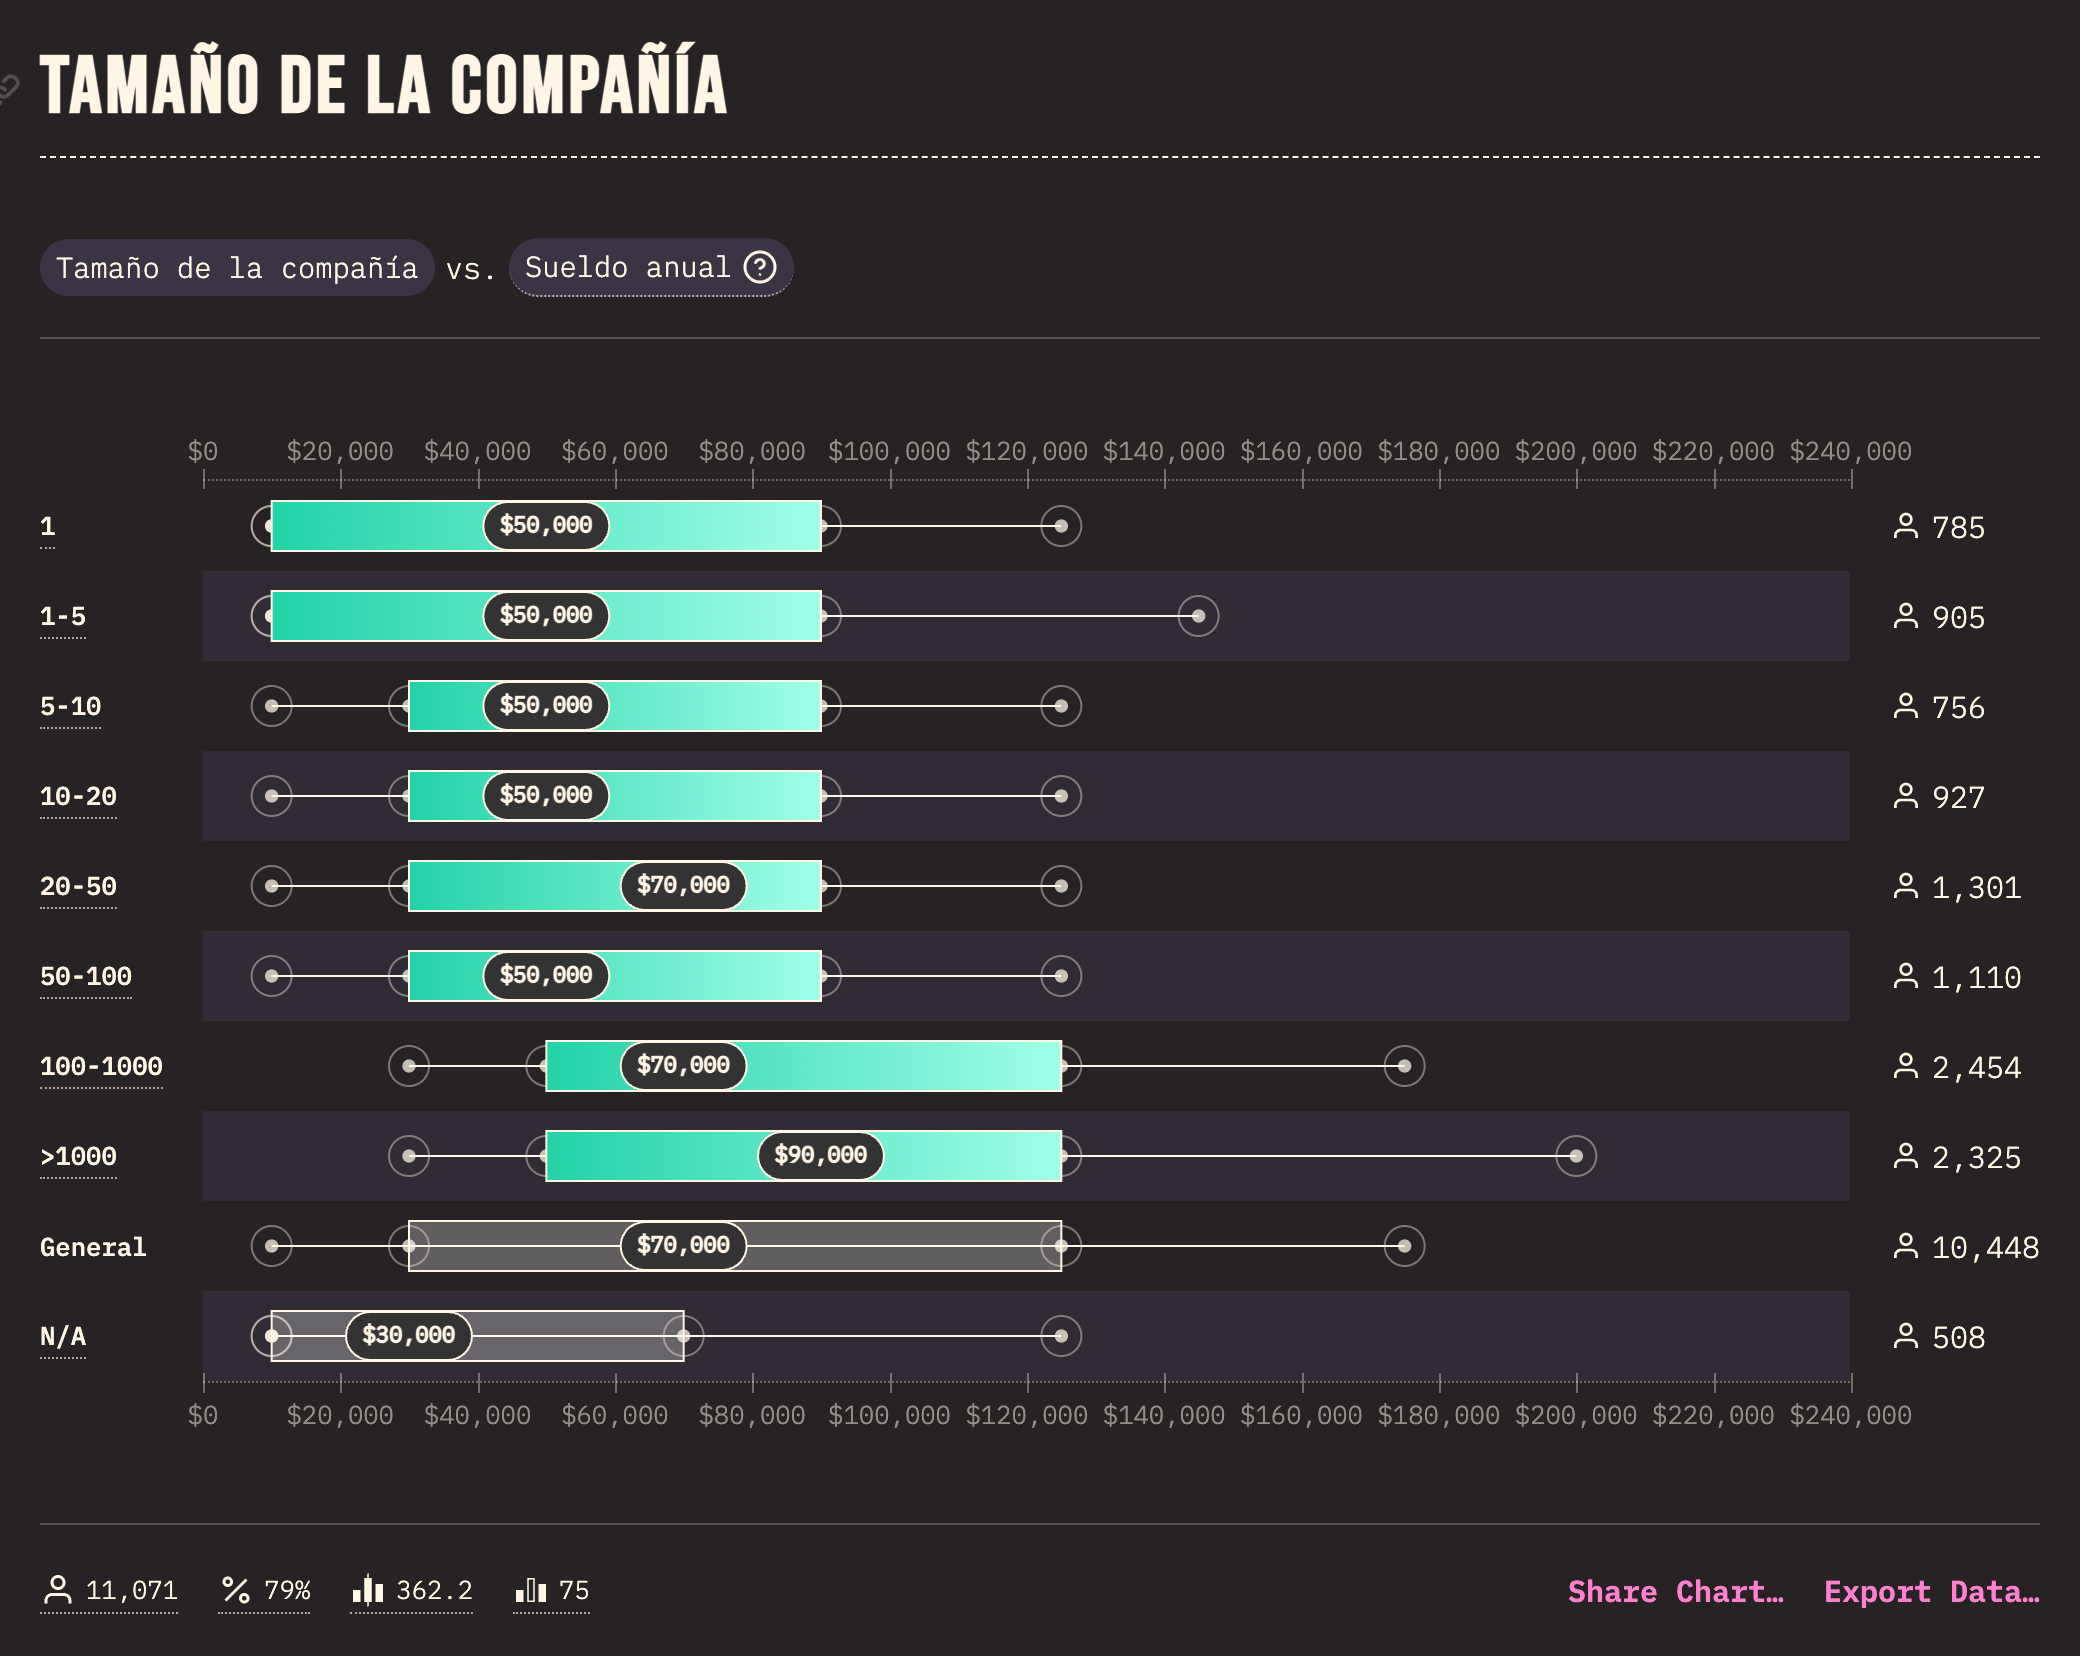 TAMAÑO DE LA COMPAÑÍA
Tamaño de la compañía vs. Sueldo anual ?
$0 $20,000 $40,000 $60,000 $80,000 $100,000 $120,000 $140,000 $160,000 $180,000 $200,000 $220,000 $240,000
1 $50,000 785
1-5 $50,000 905
5-10 $50,000 756
10-20 $50,000 927
20-50 $70,000 1,301
50-100 $50,000 1,110
100-1000 $70,000 2,454
>1000 $90,000 2,325
General $70,000 10,448
N/A $30,000 508
$0 $20,000 $40,000 $60,000 $80,000 $100,000 $120,000 $140,000 $160,000 $180,000 $200,000 $220,000 $240,000
11,071 79% 362.2 75 Share Chart… Export Data…